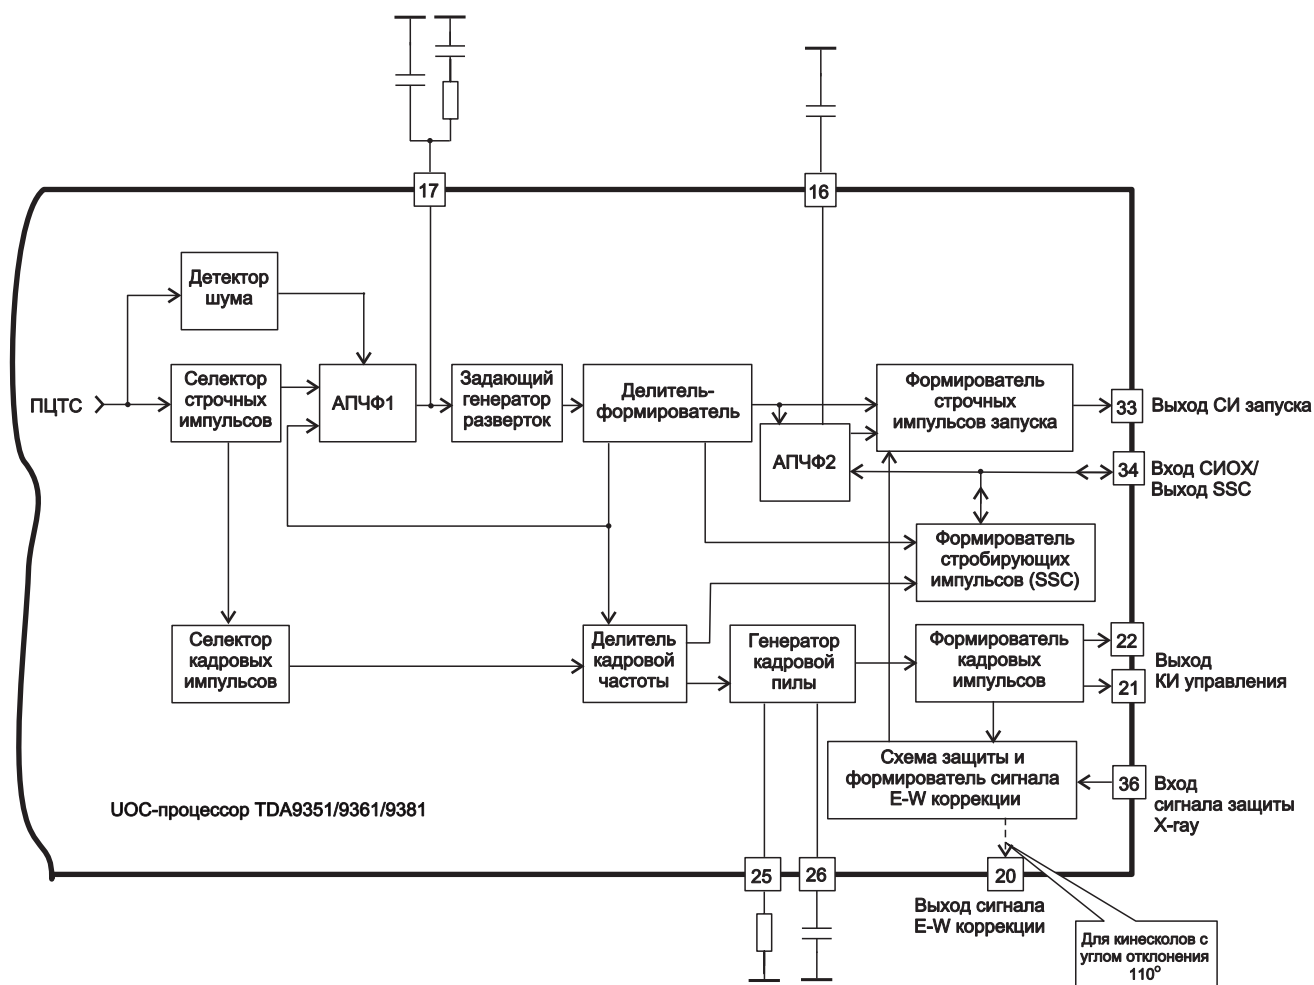 17
16
Детектор
шума
Селектор
строчных
импульсов
АПЧФ1
Задающий
генератор
разверток
Делитель-
формирователь
Формирователь
строчных
импульсов запуска
33
Выход СИ запуска
ПЦТС
АПЧФ2
34
Вход СИОХ/
Выход SSC
Формирователь
стробирующих
импульсов (SSC)
Селектор
кадровых
импульсов
Делитель
кадровой
частоты
Генератор
кадровой
пилы
Формирователь
кадровых
импульсов
22
21
Выход
КИ управления
Схема защиты и
формирователь сигнала
E-W коррекции
36
Вход
сигнала защиты
X-ray
UOC-процессор TDA9351/9361/9381
25
26
20
Выход сигнала
E-W коррекции
Для кинесколов с
углом отклонения
110°